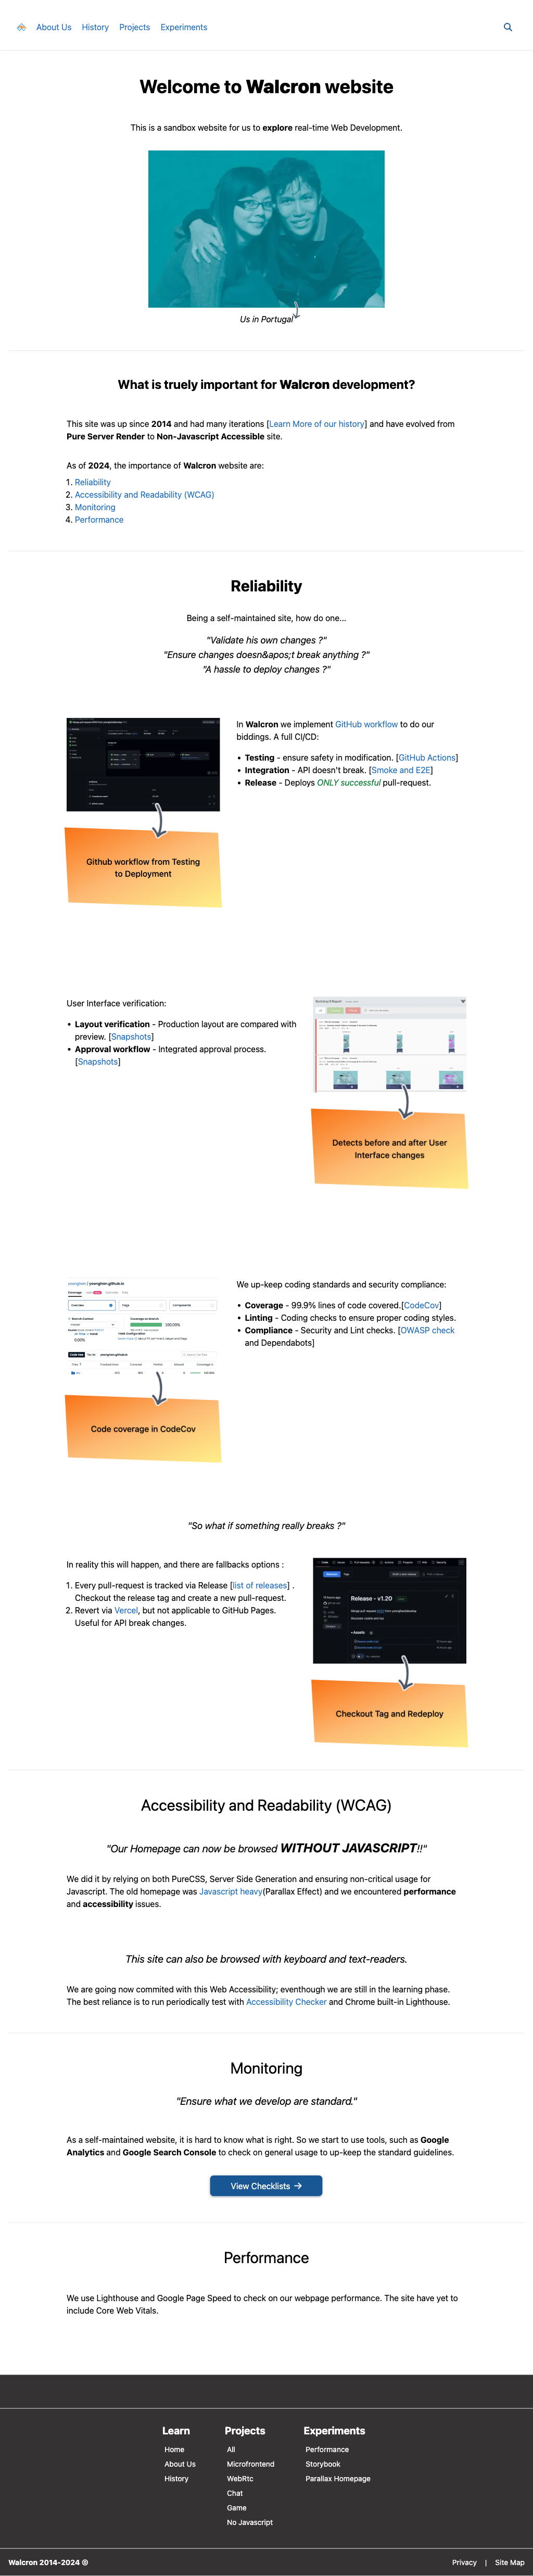 About Us History Projects Experiments
Welcome to Walcron website
This is a sandbox website for us to explore real-time Web Development.
Us in Portugal
What is truely important for Walcron development?
This site was up since 2014 and had many iterations [Learn More of our history] and have evolved from
Pure Server Render to Non-Javascript Accessible site.
As of 2024, the importance of Walcron website are:
1. Reliability
2. Accessibility and Readability (WCAG)
3. Monitoring
4. Performance
Reliability
Being a self-maintained site, how do one...
"Validate his own changes ?"
"Ensure changes doesn&apos;t break anything ?"
"A hassle to deploy changes ?"
In Walcron we implement GitHub workflow to do our
biddings. A full CI/CD:
• Testing - ensure safety in modification. [GitHub Actions]
• Integration - API doesn't break. [Smoke and E2E]
• Release - Deploys ONLY successful pull-request.
Github workflow from Testing
to Deployment
User Interface verification:
• Layout verification - Production layout are compared with
preview. [Snapshots]
• Approval workflow - Integrated approval process.
[Snapshots]
Detects before and after User
Interface changes
We up-keep coding standards and security compliance:
• Coverage - 99.9% lines of code covered.[CodeCov]
• Linting - Coding checks to ensure proper coding styles.
• Compliance - Security and Lint checks. [OWASP check
and Dependabots]
Code coverage in CodeCov
"So what if something really breaks ?"
In reality this will happen, and there are fallbacks options :
1. Every pull-request is tracked via Release [list of releases] .
Checkout the release tag and create a new pull-request.
2. Revert via Vercel, but not applicable to GitHub Pages.
Useful for API break changes.
Release - v1.20
Checkout Tag and Redeploy
Accessibility and Readability (WCAG)
"Our Homepage can now be browsed WITHOUT JAVASCRIPT!!"
We did it by relying on both PureCSS, Server Side Generation and ensuring non-critical usage for
Javascript. The old homepage was Javascript heavy(Parallax Effect) and we encountered performance
and accessibility issues.
This site can also be browsed with keyboard and text-readers.
We are going now commited with this Web Accessibility; eventhough we are still in the learning phase.
The best reliance is to run periodically test with Accessibility Checker and Chrome built-in Lighthouse.
Monitoring
"Ensure what we develop are standard."
As a self-maintained website, it is hard to know what is right. So we start to use tools, such as Google
Analytics and Google Search Console to check on general usage to up-keep the standard guidelines.
View Checklists →
Performance
We use Lighthouse and Google Page Speed to check on our webpage performance. The site have yet to
include Core Web Vitals.
Learn
Home
About Us
History
Projects
All
Microfrontend
WebRtc
Chat
Game
No Javascript
Experiments
Performance
Storybook
Parallax Homepage
Walcron 2014-2024 ©
Privacy | Site Map